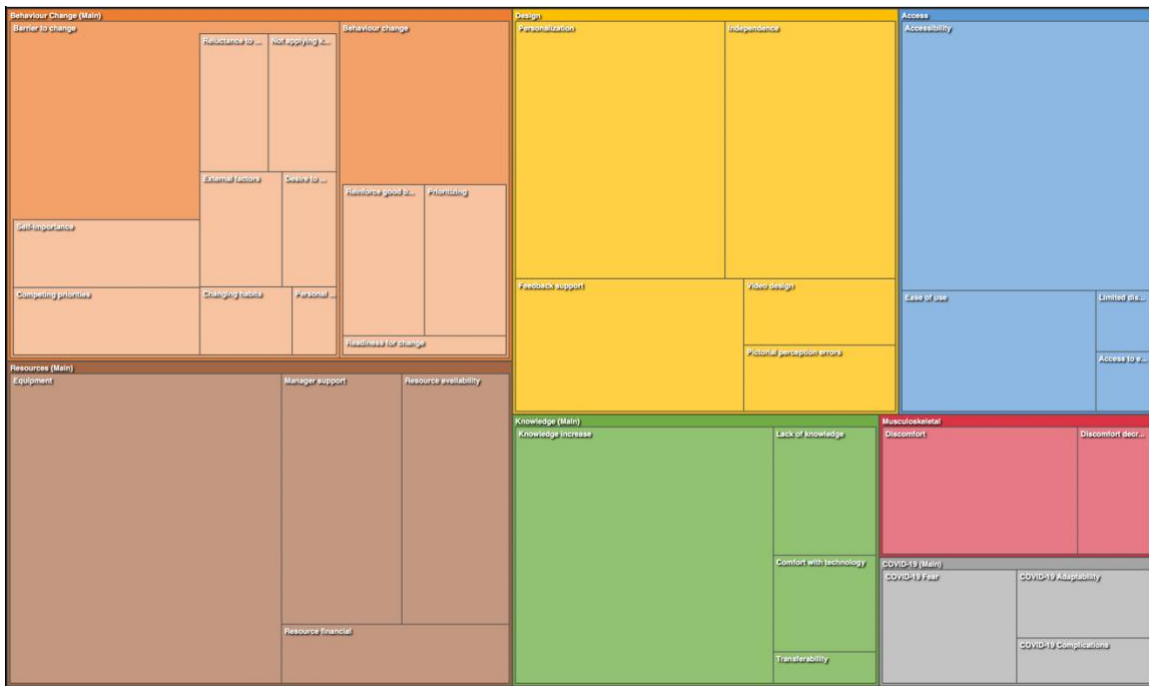 Behaviour Change (Main)
Barrier to change
Reluctance to ...
Not applying c...
Behaviour change
External factors
Desire to ...
Reinforce good b...
Prioritizing
Self-importance
Competing priorities
Changing habits
Personal ...
Readiness for change
Design
Personalization
Independence
Feedback support
Video design
Pictorial perception errors
Access
Accessibility
Ease of use
Limited dis...
Access to e...
Resources (Main)
Equipment
Manager support
Resource availability
Resource financial
Knowledge (Main)
Knowledge increase
Lack of knowledge
Comfort with technology
Transferability
Musculoskeletal
Discomfort
Discomfort decr...
COVID-19 (Main)
COVID-19 Fear
COVID-19 Adaptability
COVID-19 Complications